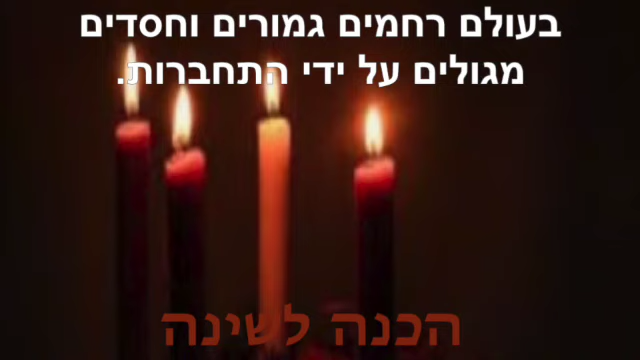 בעולם רחמים גמורים וחסדים
מגולים על ידי התחברות.
הכנה לשינה